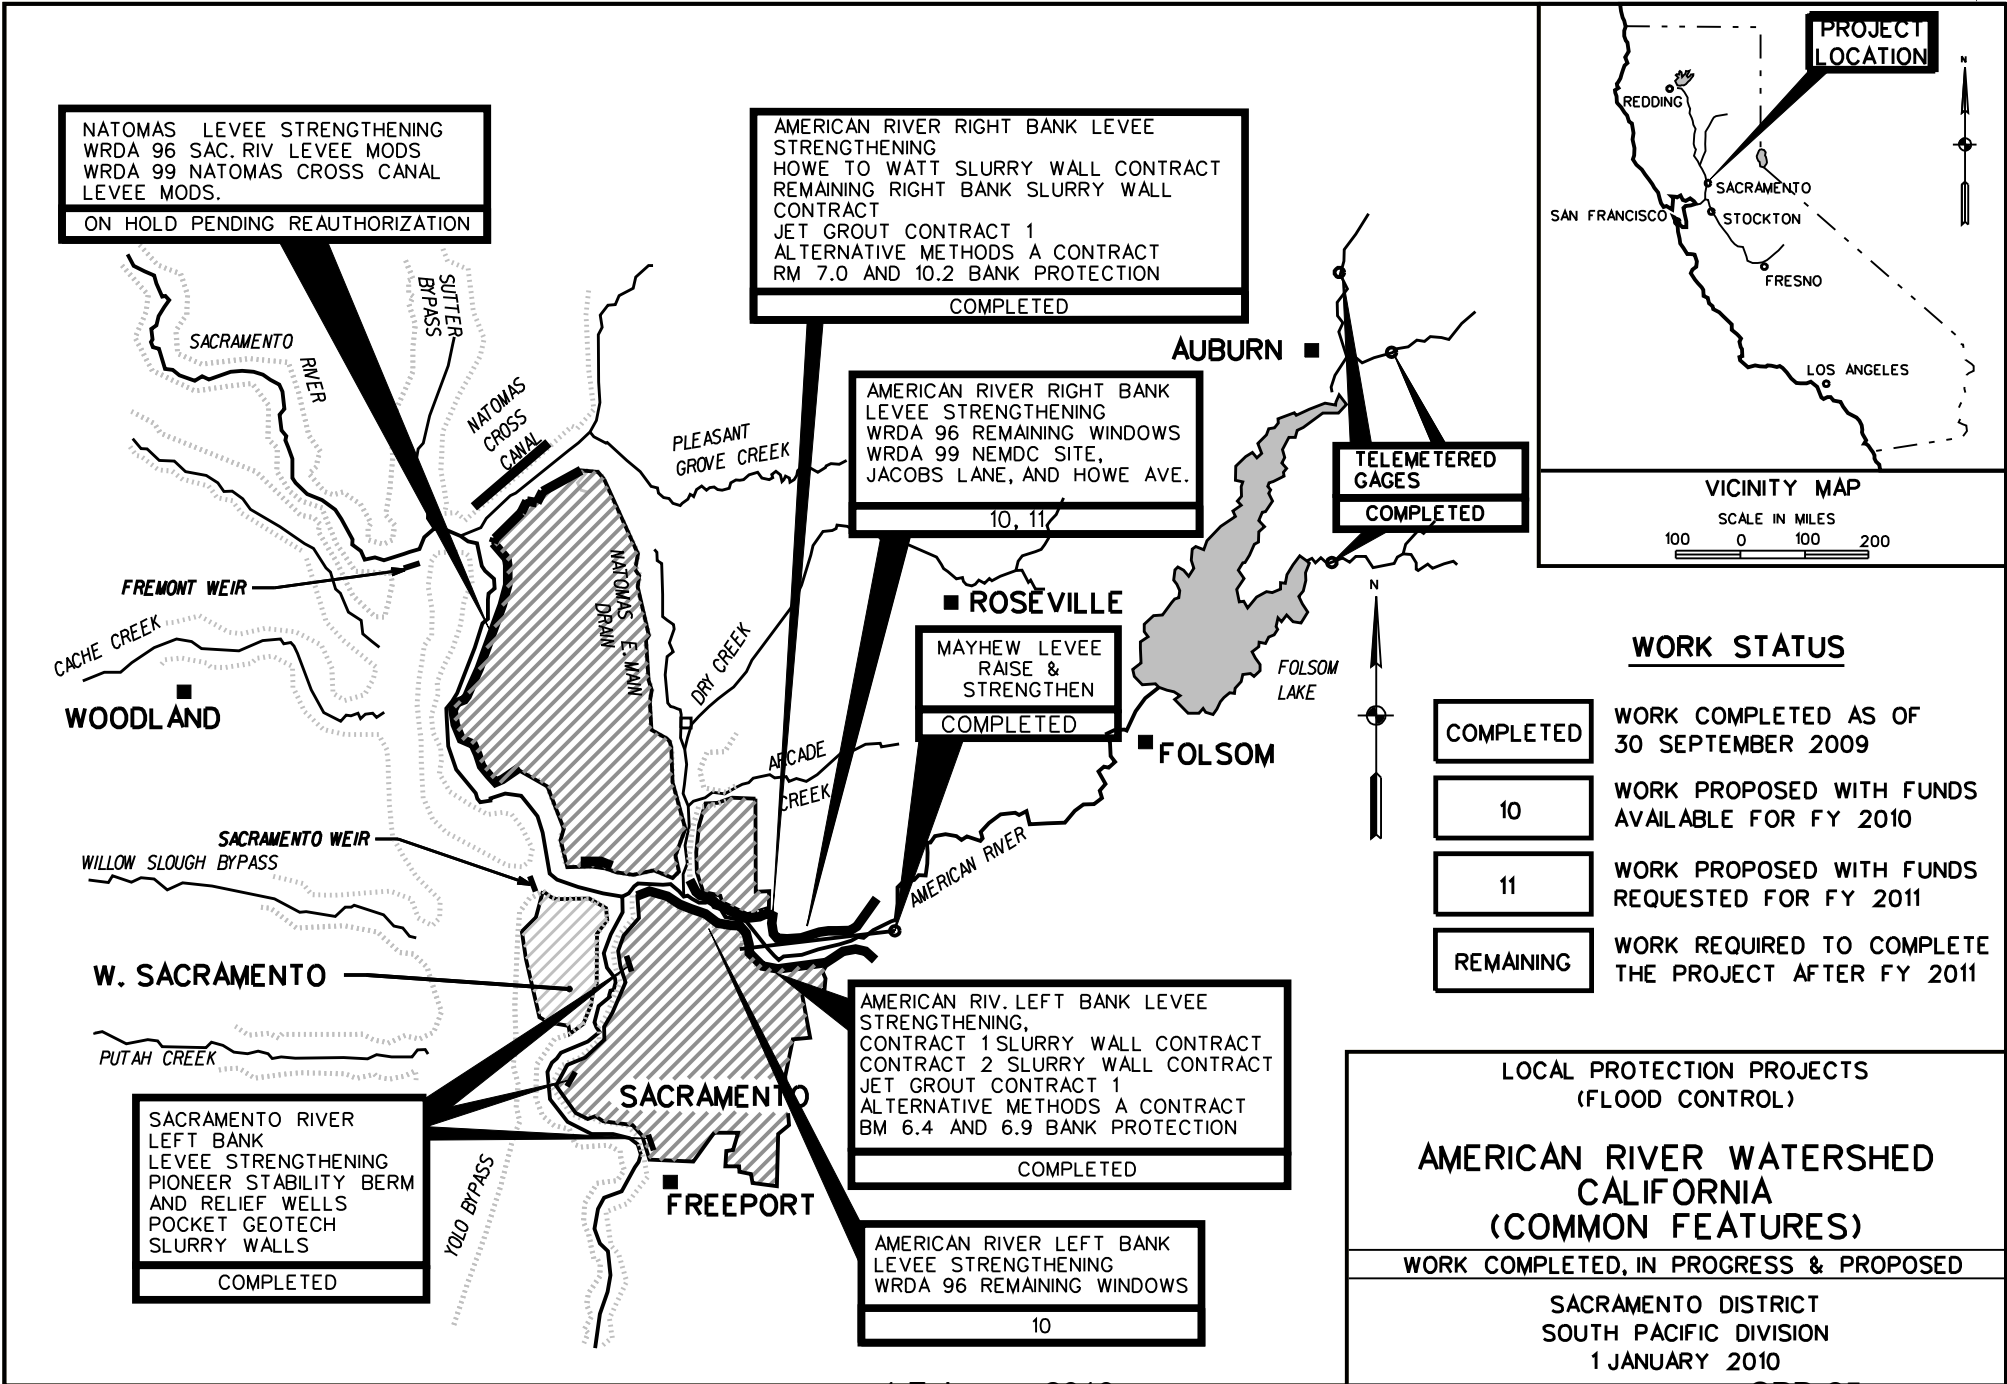 NATOMAS LEVEE STRENGTHENING
WRDA 96 SAC. RIV LEVEE MODS
WRDA 99 NATOMAS CROSS CANAL
LEVEE MODS.
ON HOLD PENDING REAUTHORIZATION
AMERICAN RIVER RIGHT BANK LEVEE
STRENGTHENING
HOWE TO WATT SLURRY WALL CONTRACT
REMAINING RIGHT BANK SLURRY WALL
CONTRACT
JET GROUT CONTRACT 1
ALTERNATIVE METHODS A CONTRACT
RM 7.0 AND 10.2 BANK PROTECTION
COMPLETED
PROJECT
LOCATION
N
REDDING
SACRAMENTO
SAN FRANCISCO
STOCKTON
FRESNO
LOS ANGELES
VICINITY MAP
SCALE IN MILES
100 0 100 200
SACRAMENTO
RIVER
SUTTER
BYPASS
NATOMAS
CROSS
CANAL
PLEASANT
GROVE CREEK
AUBURN
AMERICAN RIVER RIGHT BANK
LEVEE STRENGTHENING
WRDA 96 REMAINING WINDOWS
WRDA 99 NEMDC SITE,
JACOBS LANE, AND HOWE AVE.
10, 11
TELEMETERED
GAGES
COMPLETED
FREMONT WEIR
CACHE CREEK
WOODLAND
NATOMAS E. MAIN
DRAIN
DRY CREEK
ROSEVILLE
MAYHEW LEVEE
RAISE &
STRENGTHEN
COMPLETED
FOLSOM
LAKE
N
FOLSOM
ARCADE
CREEK
AMERICAN RIVER
SACRAMENTO WEIR
WILLOW SLOUGH BYPASS
W. SACRAMENTO
PUTAH CREEK
SACRAMENTO
FREEPORT
YOLO BYPASS
SACRAMENTO RIVER
LEFT BANK
LEVEE STRENGTHENING
PIONEER STABILITY BERM
AND RELIEF WELLS
POCKET GEOTECH
SLURRY WALLS
COMPLETED
AMERICAN RIV. LEFT BANK LEVEE
STRENGTHENING,
CONTRACT 1 SLURRY WALL CONTRACT
CONTRACT 2 SLURRY WALL CONTRACT
JET GROUT CONTRACT 1
ALTERNATIVE METHODS A CONTRACT
BM 6.4 AND 6.9 BANK PROTECTION
COMPLETED
AMERICAN RIVER LEFT BANK
LEVEE STRENGTHENING
WRDA 96 REMAINING WINDOWS
10
WORK STATUS
COMPLETED
WORK COMPLETED AS OF
30 SEPTEMBER 2009
10
WORK PROPOSED WITH FUNDS
AVAILABLE FOR FY 2010
11
WORK PROPOSED WITH FUNDS
REQUESTED FOR FY 2011
REMAINING
WORK REQUIRED TO COMPLETE
THE PROJECT AFTER FY 2011
LOCAL PROTECTION PROJECTS
(FLOOD CONTROL)
AMERICAN RIVER WATERSHED
CALIFORNIA
(COMMON FEATURES)
WORK COMPLETED, IN PROGRESS & PROPOSED
SACRAMENTO DISTRICT
SOUTH PACIFIC DIVISION
1 JANUARY 2010